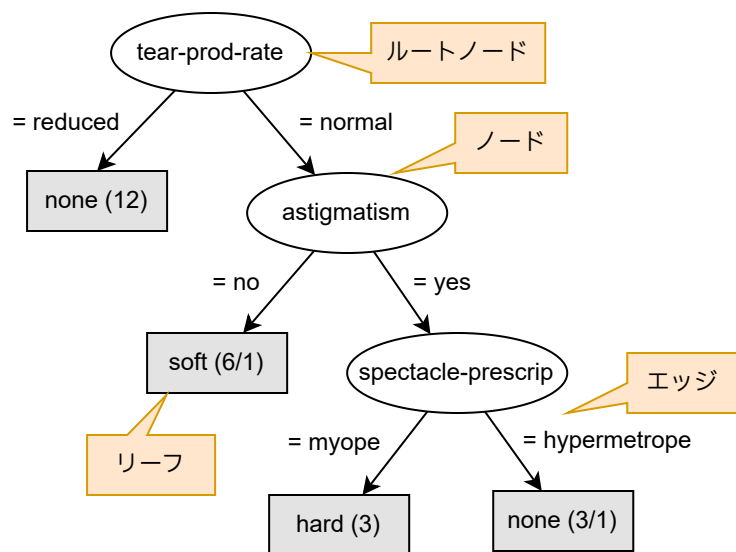 tear-prod-rate
ルートノード
= reduced
= normal
ノード
none (12)
astigmatism
= no
= yes
soft (6/1)
spectacle-prescrip
エッジ
リーフ
= myope
= hypermetrope
hard (3)
none (3/1)